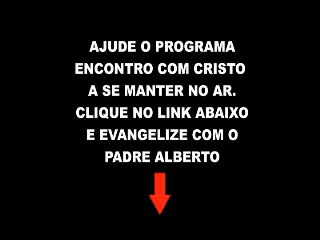 AJUDE O PROGRAMA
ENCONTRO COM CRISTO
A SE MANTER NO AR.
CLIQUE NO LINK ABAIXO
E EVANGELIZE COM O
PADRE ALBERTO